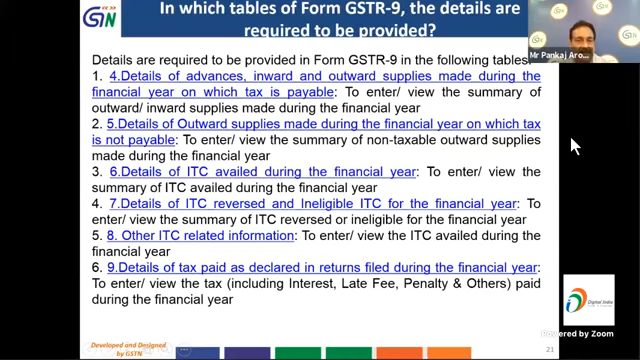 In which tables of Form GSTR-9, the details are
required to be provided?
GSTN
Mr Pankaj Aro...
Details are required to be provided in Form GSTR-9 in the following tables:
1. 4.Details of advances, inward and outward supplies made during the
financial year on which tax is payable: To enter/ view the summary of
outward/ inward supplies made during the financial year
2. 5.Details of Outward supplies made during the financial year on which tax
is not payable: To enter/ view the summary of non-taxable outward supplies
made during the financial year
3. 6.Details of ITC availed during the financial year: To enter/ view the
summary of ITC availed during the financial year
4. 7.Details of ITC reversed and Ineligible ITC for the financial year: To
enter/ view the summary of ITC reversed or ineligible for the financial year
5. 8. Other ITC related information: To enter/ view the ITC availed during the
financial year
6. 9.Details of tax paid as declared in returns filed during the financial year:
To enter/ view the tax (including Interest, Late Fee, Penalty & Others) paid
during the financial year
Digital India
Powered by Zoom
Developed and Designed
by GSTN
21